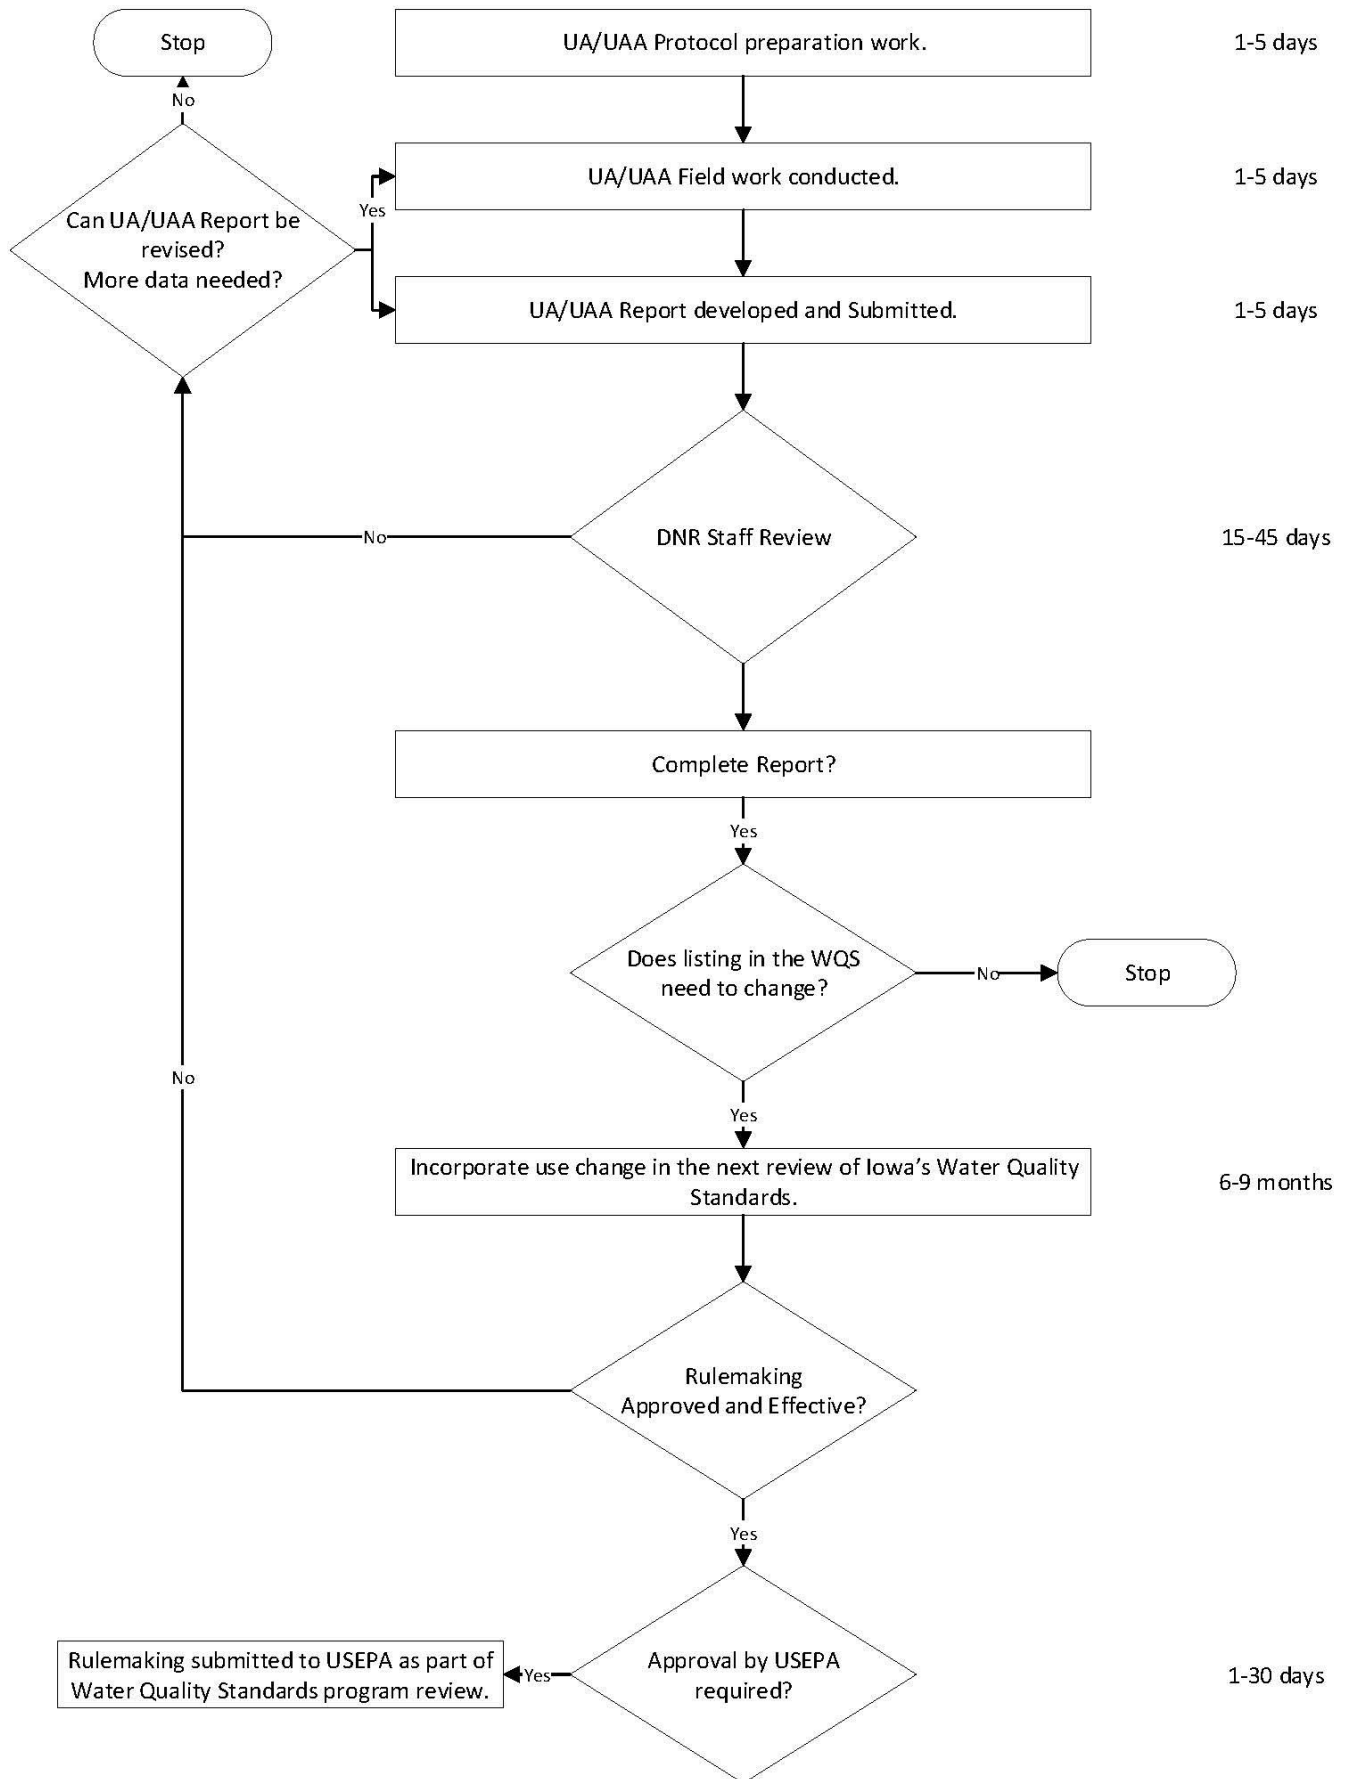 Stop
UA/UAA Protocol preparation work.
1-5 days
No
UA/UAA Field work conducted.
1-5 days
Yes
Can UA/UAA Report be
revised?
More data needed?
UA/UAA Report developed and Submitted.
1-5 days
No
DNR Staff Review
15-45 days
Complete Report?
Yes
Does listing in the WQS
need to change?
No
Stop
No
Yes
Incorporate use change in the next review of Iowa's Water Quality
Standards.
6-9 months
Rulemaking
Approved and Effective?
Yes
Rulemaking submitted to USEPA as part of
Water Quality Standards program review.
Yes
Approval by USEPA
required?
1-30 days